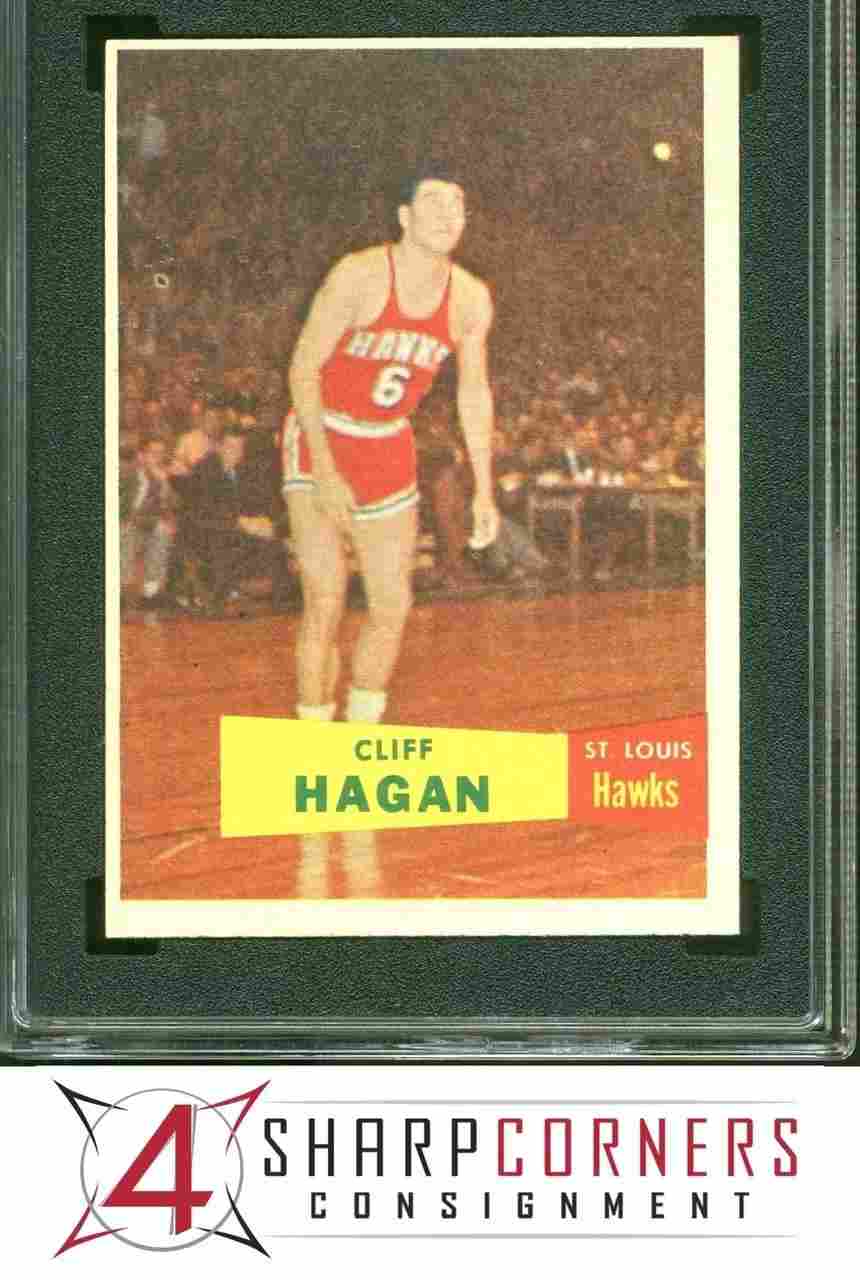 HAWKS
6
CLIFF
HAGAN
ST. LOUIS
Hawks
4 SHARPCORNERS
CONSIGNMENT